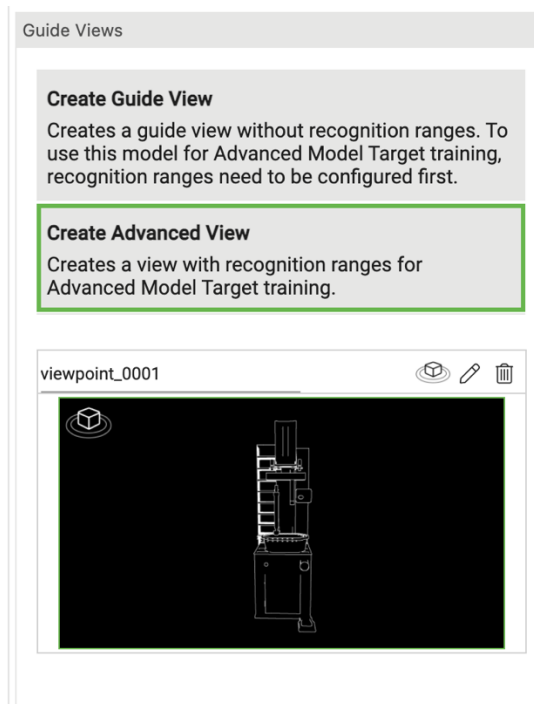 Guide Views
Create Guide View
Creates a guide view without recognition ranges. To
use this model for Advanced Model Target training,
recognition ranges need to be configured first.
Create Advanced View
Creates a view with recognition ranges for
Advanced Model Target training.
viewpoint_0001